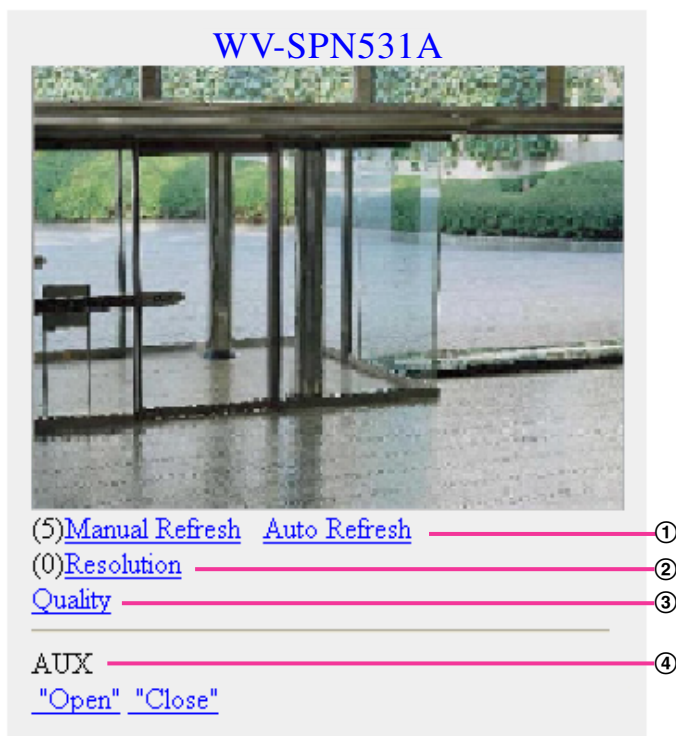 WV-SPN531A
(5)Manual Refresh Auto Refresh ①
(0)Resolution ②
Quality ③
AUX ④
"Open" "Close"